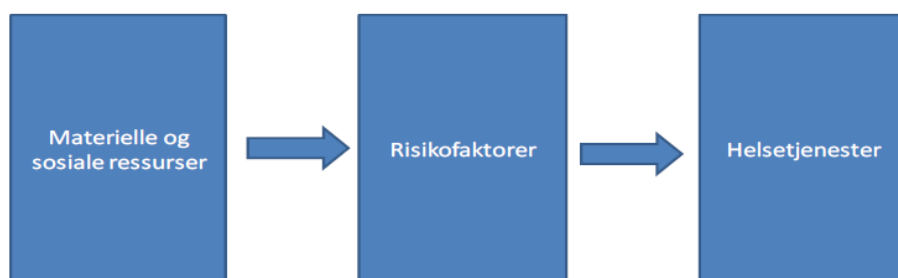 Materielle og
sosiale ressurser
Risikofaktorer
Helsetjenester